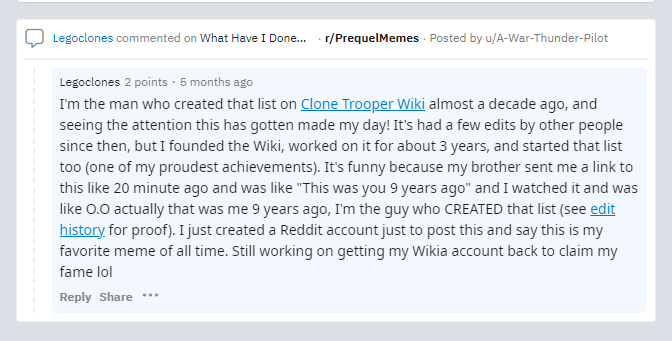 Legoclones commented on What Have I Done... · r/PrequelMemes · Posted by u/A-War-Thunder-Pilot
Legoclones 2 points · 5 months ago
I'm the man who created that list on Clone Trooper Wiki almost a decade ago, and
seeing the attention this has gotten made my day! It's had a few edits by other people
since then, but I founded the Wiki, worked on it for about 3 years, and started that list
too (one of my proudest achievements). It's funny because my brother sent me a link to
this like 20 minute ago and was like "This was you 9 years ago" and I watched it and was
like O.O actually that was me 9 years ago, I'm the guy who CREATED that list (see edit
history for proof). I just created a Reddit account just to post this and say this is my
favorite meme of all time. Still working on getting my Wikia account back to claim my
fame lol
Reply Share •••